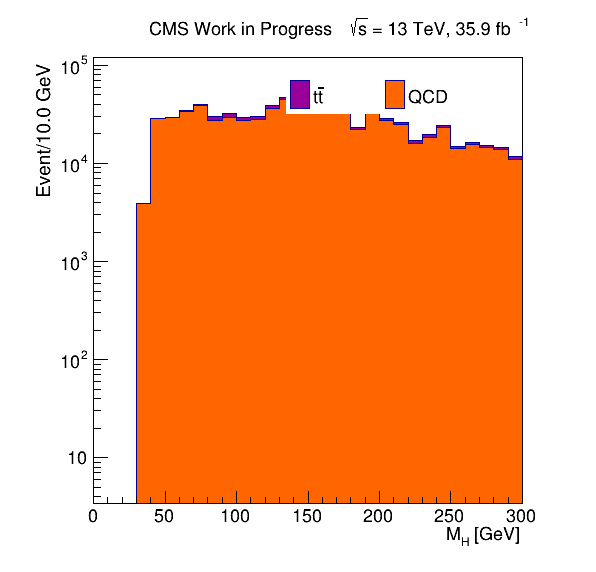 CMS Work in Progress √s = 13 TeV, 35.9 fb⁻¹
Event/10.0 GeV
10⁵
10⁴
10³
10²
10
tt̄
QCD
0 50 100 150 200 250 300
M_H [GeV]